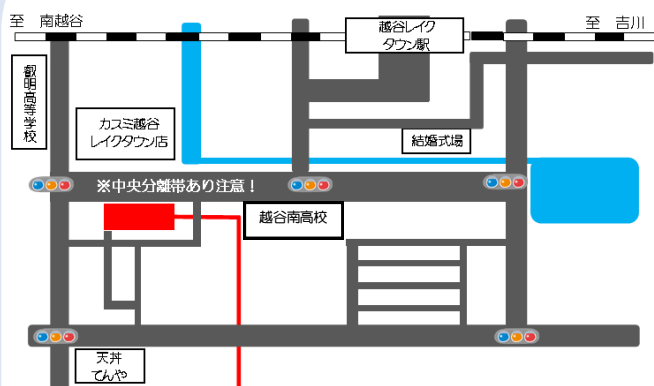 至 南越谷
越谷レイク
タウン駅
至 吉川
叡明高等学校
カスミ越谷
レイクタウン店
結婚式場
※中央分離帯あり注意！
越谷南高校
天丼
てんや